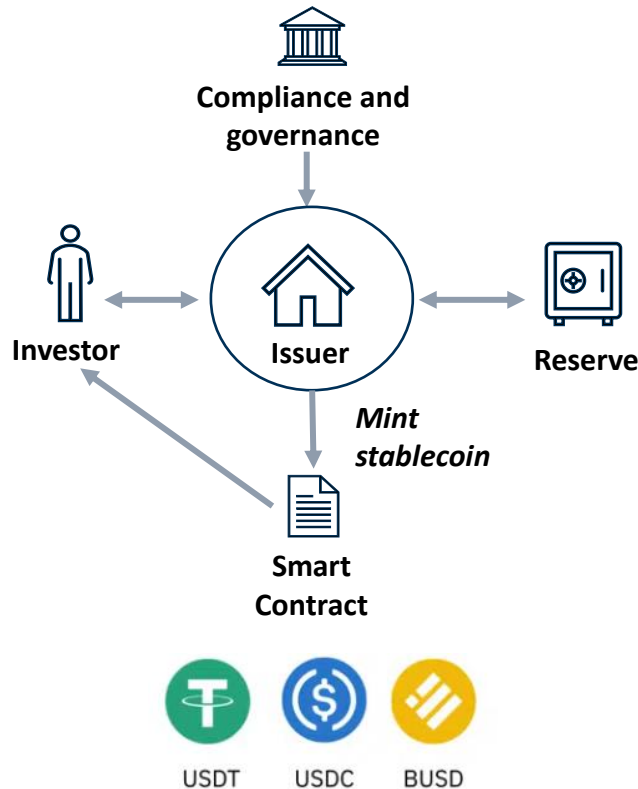 Compliance and
governance
Investor
Issuer
Reserve
Mint
stablecoin
Smart
Contract
USDT
USDC
BUSD